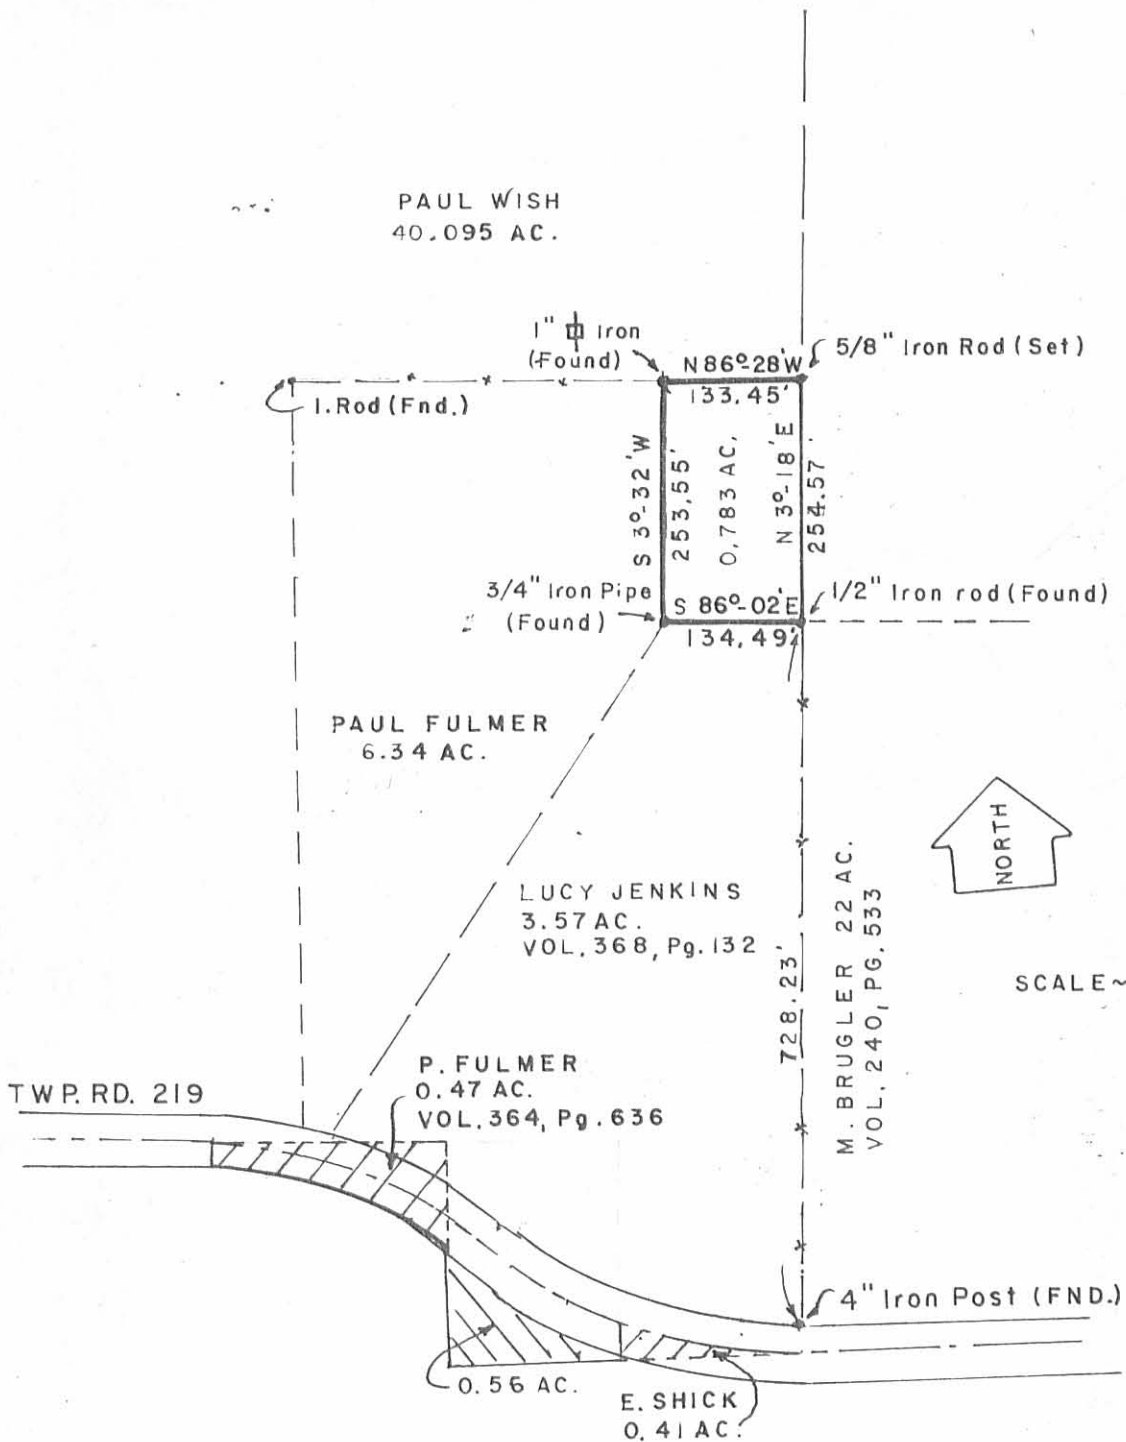 PAUL WISH
40.095 AC.
1" Iron
(Found)
N 86°-28'W
133.45'
5/8" Iron Rod (Set)
I. Rod (Fnd.)
S 3°-32'W
253.55'
0.783 AC.
N 3°-18'E
254.57'
3/4" Iron Pipe
(Found)
S 86°-02'E
134.49'
1/2" Iron rod (Found)
PAUL FULMER
6.34 AC.
NORTH
LUCY JENKINS
3.57 AC.
VOL. 368, Pg. 132
728.23'
M. BRUGLER 22 AC.
VOL. 240, PG. 533
SCALE~
P. FULMER
0.47 AC.
VOL. 364, Pg. 636
TWP. RD. 219
4" Iron Post (FND.)
0.56 AC.
E. SHICK
0.41 AC.